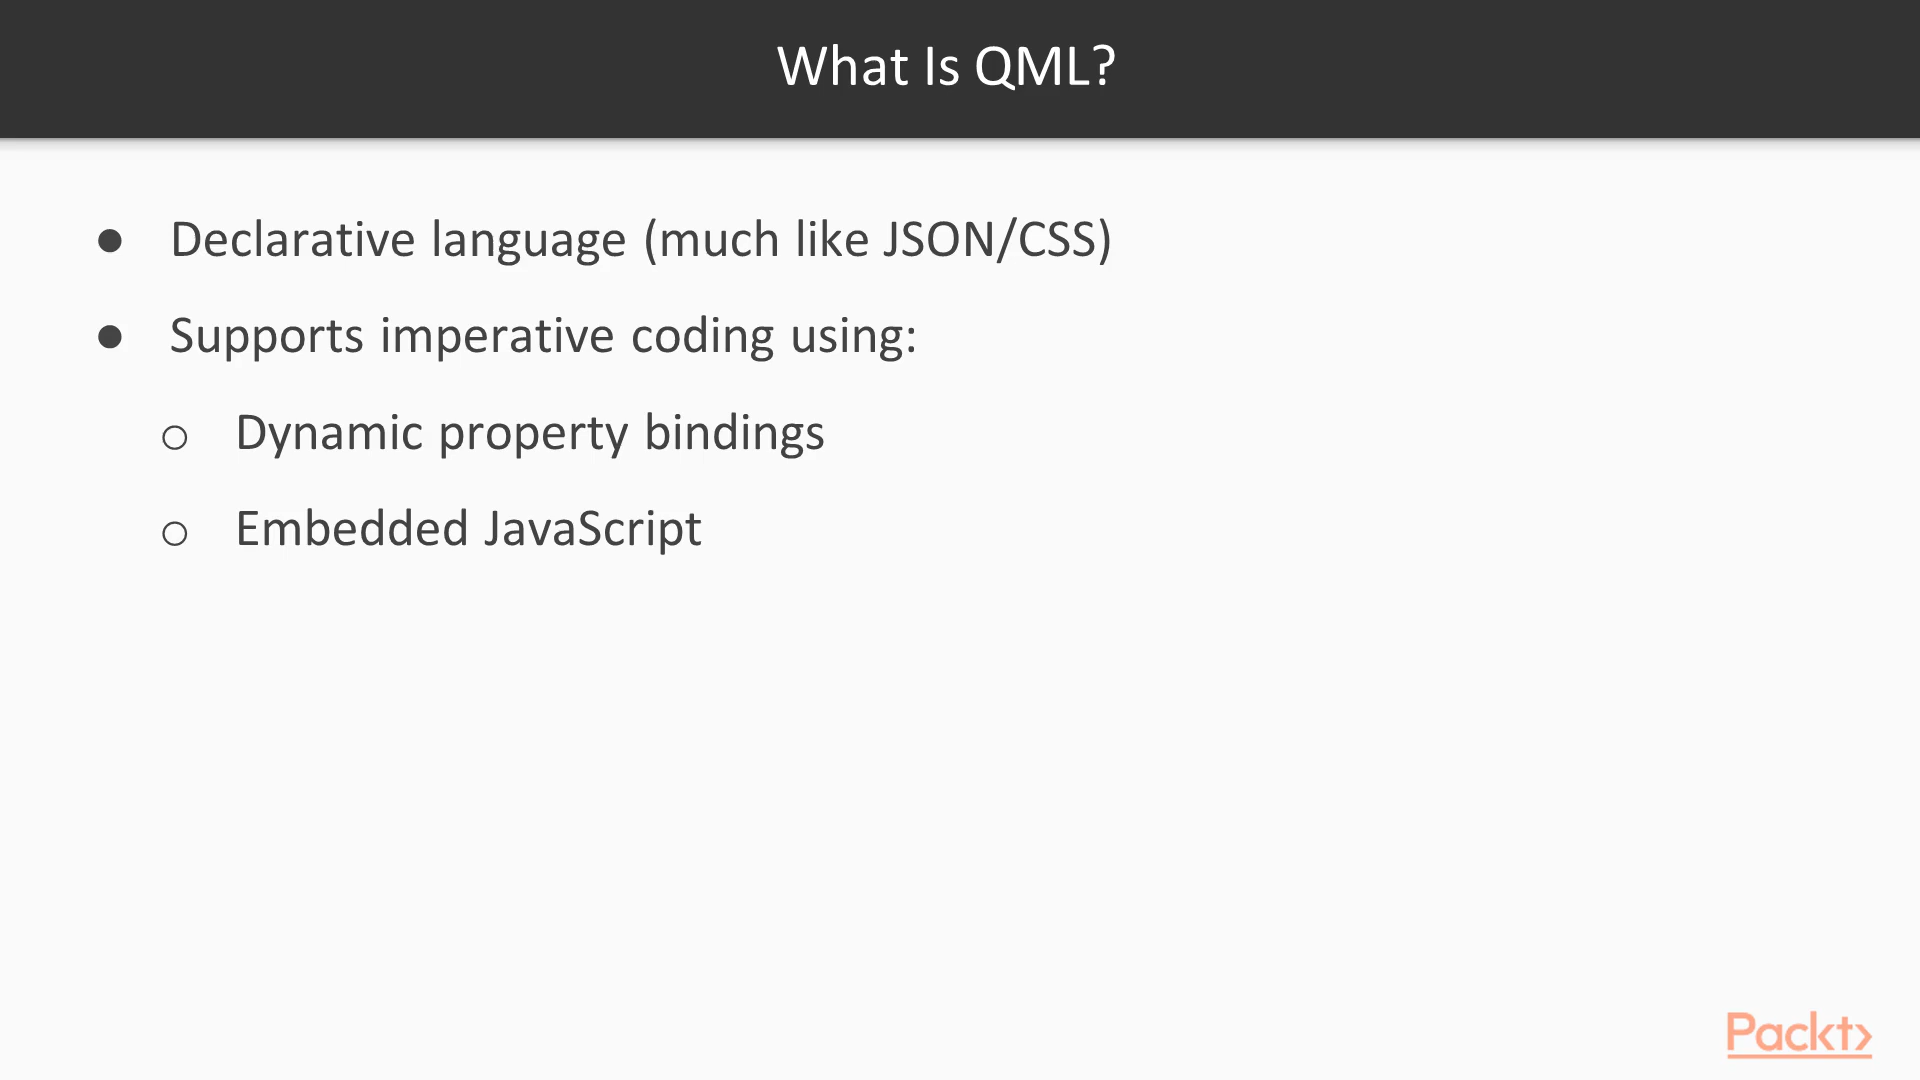 What Is QML?
● Declarative language (much like JSON/CSS)
● Supports imperative coding using:
○ Dynamic property bindings
○ Embedded JavaScript
Packt>